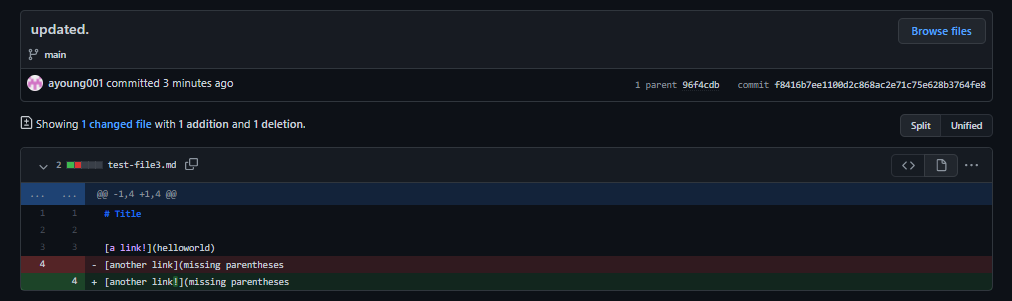 updated.
Browse files
main
ayoung001 committed 3 minutes ago
1 parent 96f4cdb commit f8416b7ee1100d2c868ac2e71c75e628b3764fe8
Showing 1 changed file with 1 addition and 1 deletion.
Split Unified
2 test-file3.md
... ... @@ -1,4 +1,4 @@
1 1 # Title
2 2
3 3 [a link!](helloworld)
4 - [another link](missing parentheses
4 + [another link!](missing parentheses